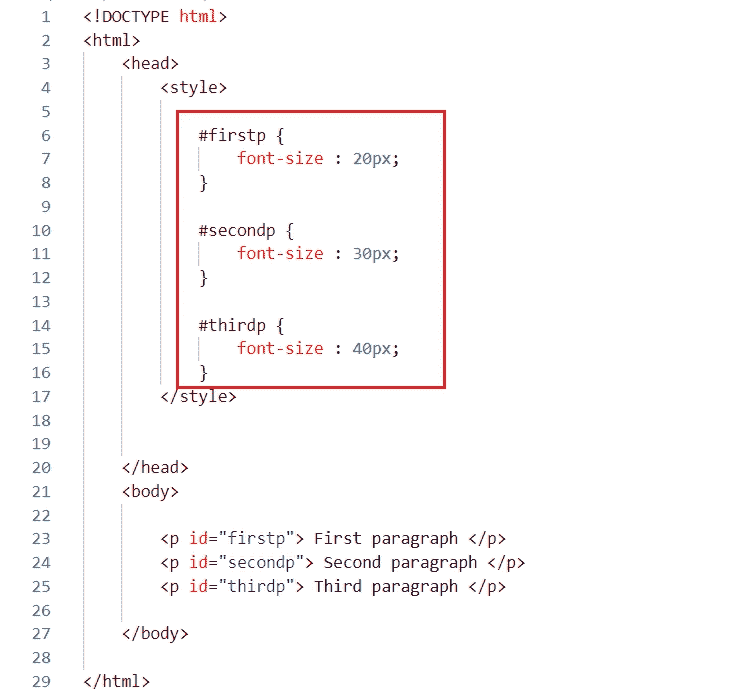 1 <!DOCTYPE html>
2 <html>
3     <head>
4         <style>
5
6             #firstp {
7                 font-size : 20px;
8             }
9
10             #secondp {
11                 font-size : 30px;
12             }
13
14             #thirdp {
15                 font-size : 40px;
16             }
17         </style>
18
19
20     </head>
21     <body>
22
23         <p id="firstp"> First paragraph </p>
24         <p id="secondp"> Second paragraph </p>
25         <p id="thirdp"> Third paragraph </p>
26
27     </body>
28
29 </html>